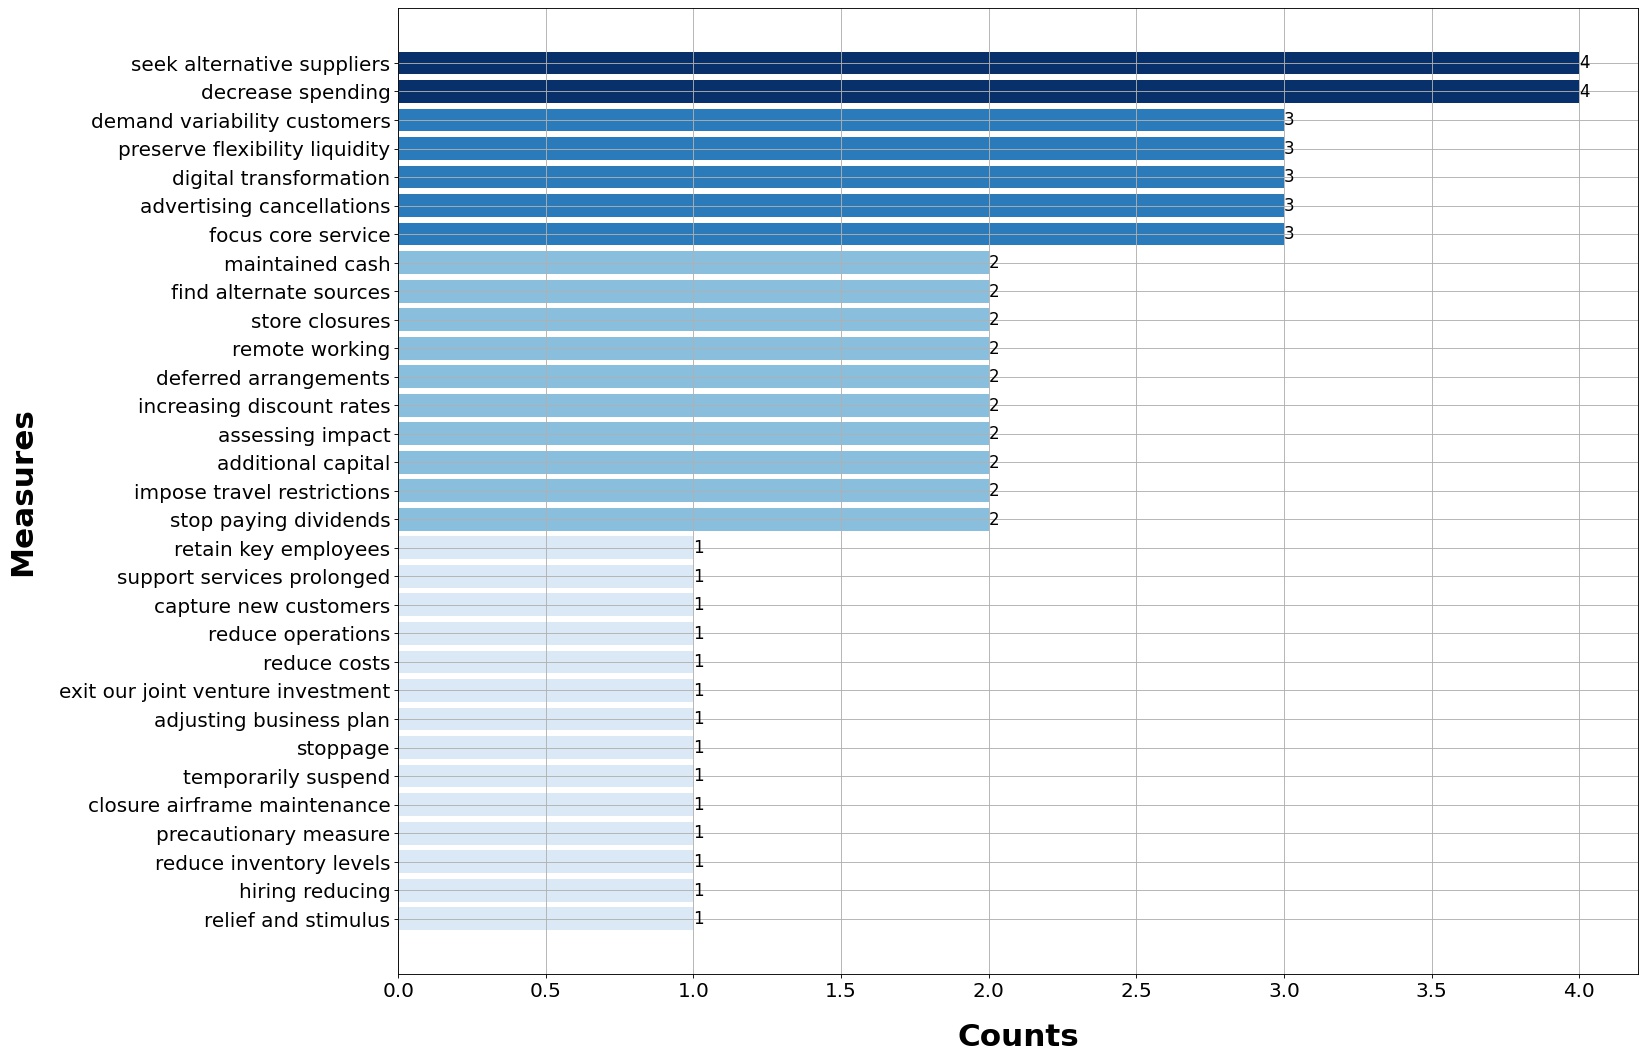 seek alternative suppliers 4
decrease spending 4
demand variability customers 3
preserve flexibility liquidity 3
digital transformation 3
advertising cancellations 3
focus core service 3
maintained cash 2
find alternate sources 2
store closures 2
remote working 2
deferred arrangements 2
increasing discount rates 2
assessing impact 2
additional capital 2
impose travel restrictions 2
stop paying dividends 2
retain key employees 1
support services prolonged 1
capture new customers 1
reduce operations 1
reduce costs 1
exit our joint venture investment 1
adjusting business plan 1
stoppage 1
temporarily suspend 1
closure airframe maintenance 1
precautionary measure 1
reduce inventory levels 1
hiring reducing 1
relief and stimulus 1
0.0 0.5 1.0 1.5 2.0 2.5 3.0 3.5 4.0
Counts
Measures